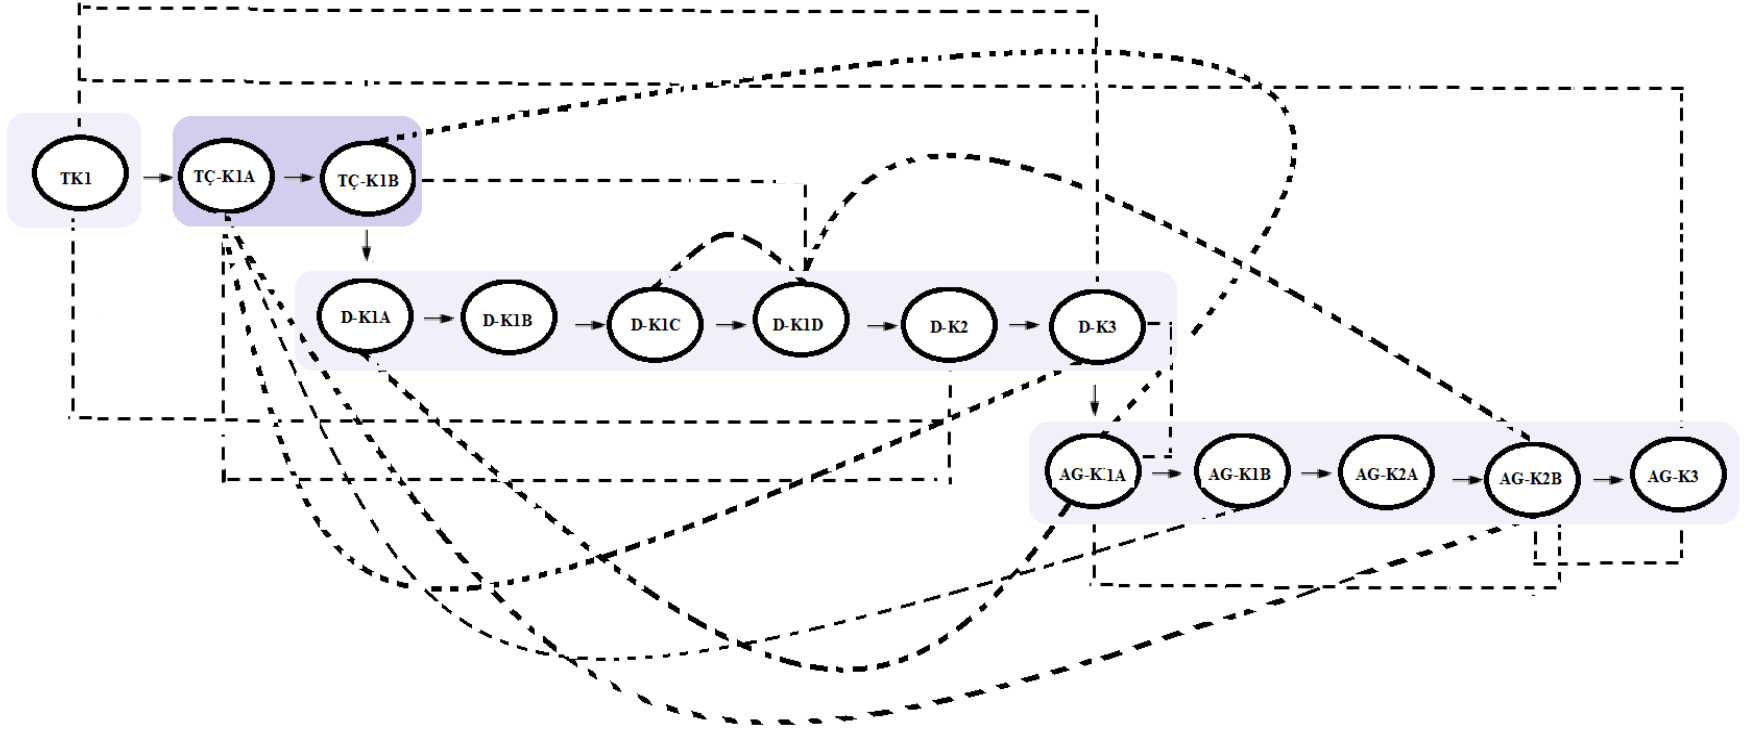 TK1
TÇ-K1A
TÇ-K1B
D-K1A
D-K1B
D-K1C
D-K1D
D-K2
D-K3
AG-K1A
AG-K1B
AG-K2A
AG-K2B
AG-K3